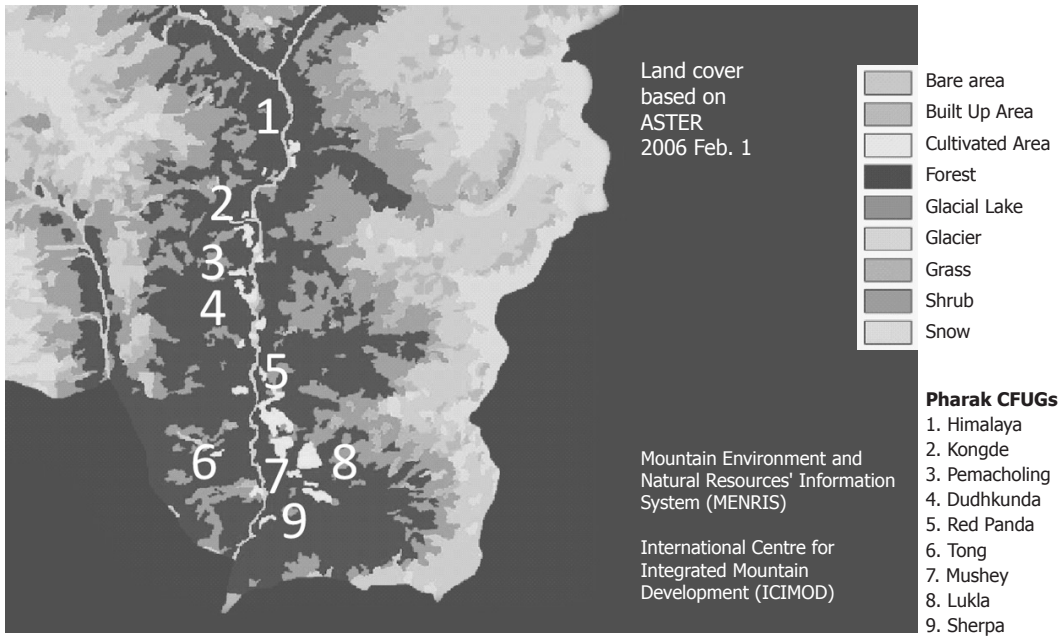 Land cover
based on
ASTER
2006 Feb. 1
1
2
3
4
5
6
7
8
9
Mountain Environment and
Natural Resources' Information
System (MENRIS)
International Centre for
Integrated Mountain
Development (ICIMOD)
Bare area
Built Up Area
Cultivated Area
Forest
Glacial Lake
Glacier
Grass
Shrub
Snow
Pharak CFUGs
1. Himalaya
2. Kongde
3. Pemacholing
4. Dudhkunda
5. Red Panda
6. Tong
7. Mushey
8. Lukla
9. Sherpa